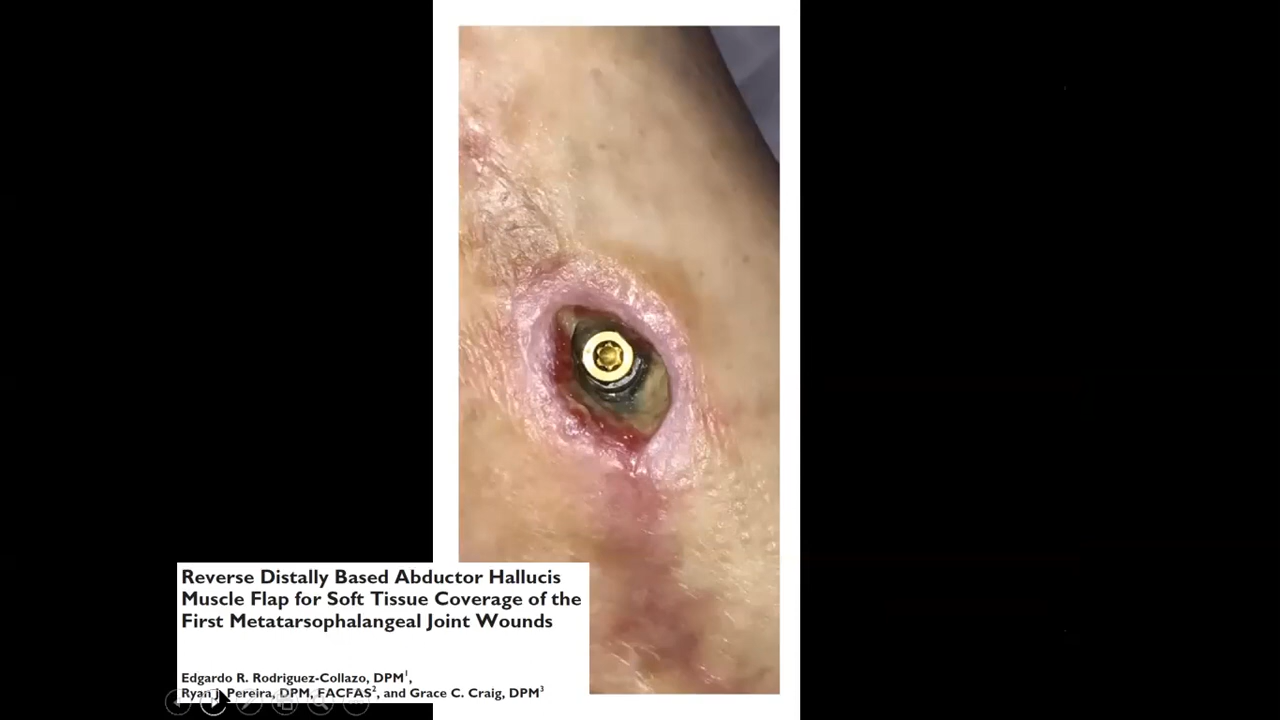 Reverse Distally Based Abductor Hallucis
Muscle Flap for Soft Tissue Coverage of the
First Metatarsophalangeal Joint Wounds
Edgardo R. Rodriguez-Collazo, DPM¹,
Ryan J. Pereira, DPM, FACFAS², and Grace C. Craig, DPM³